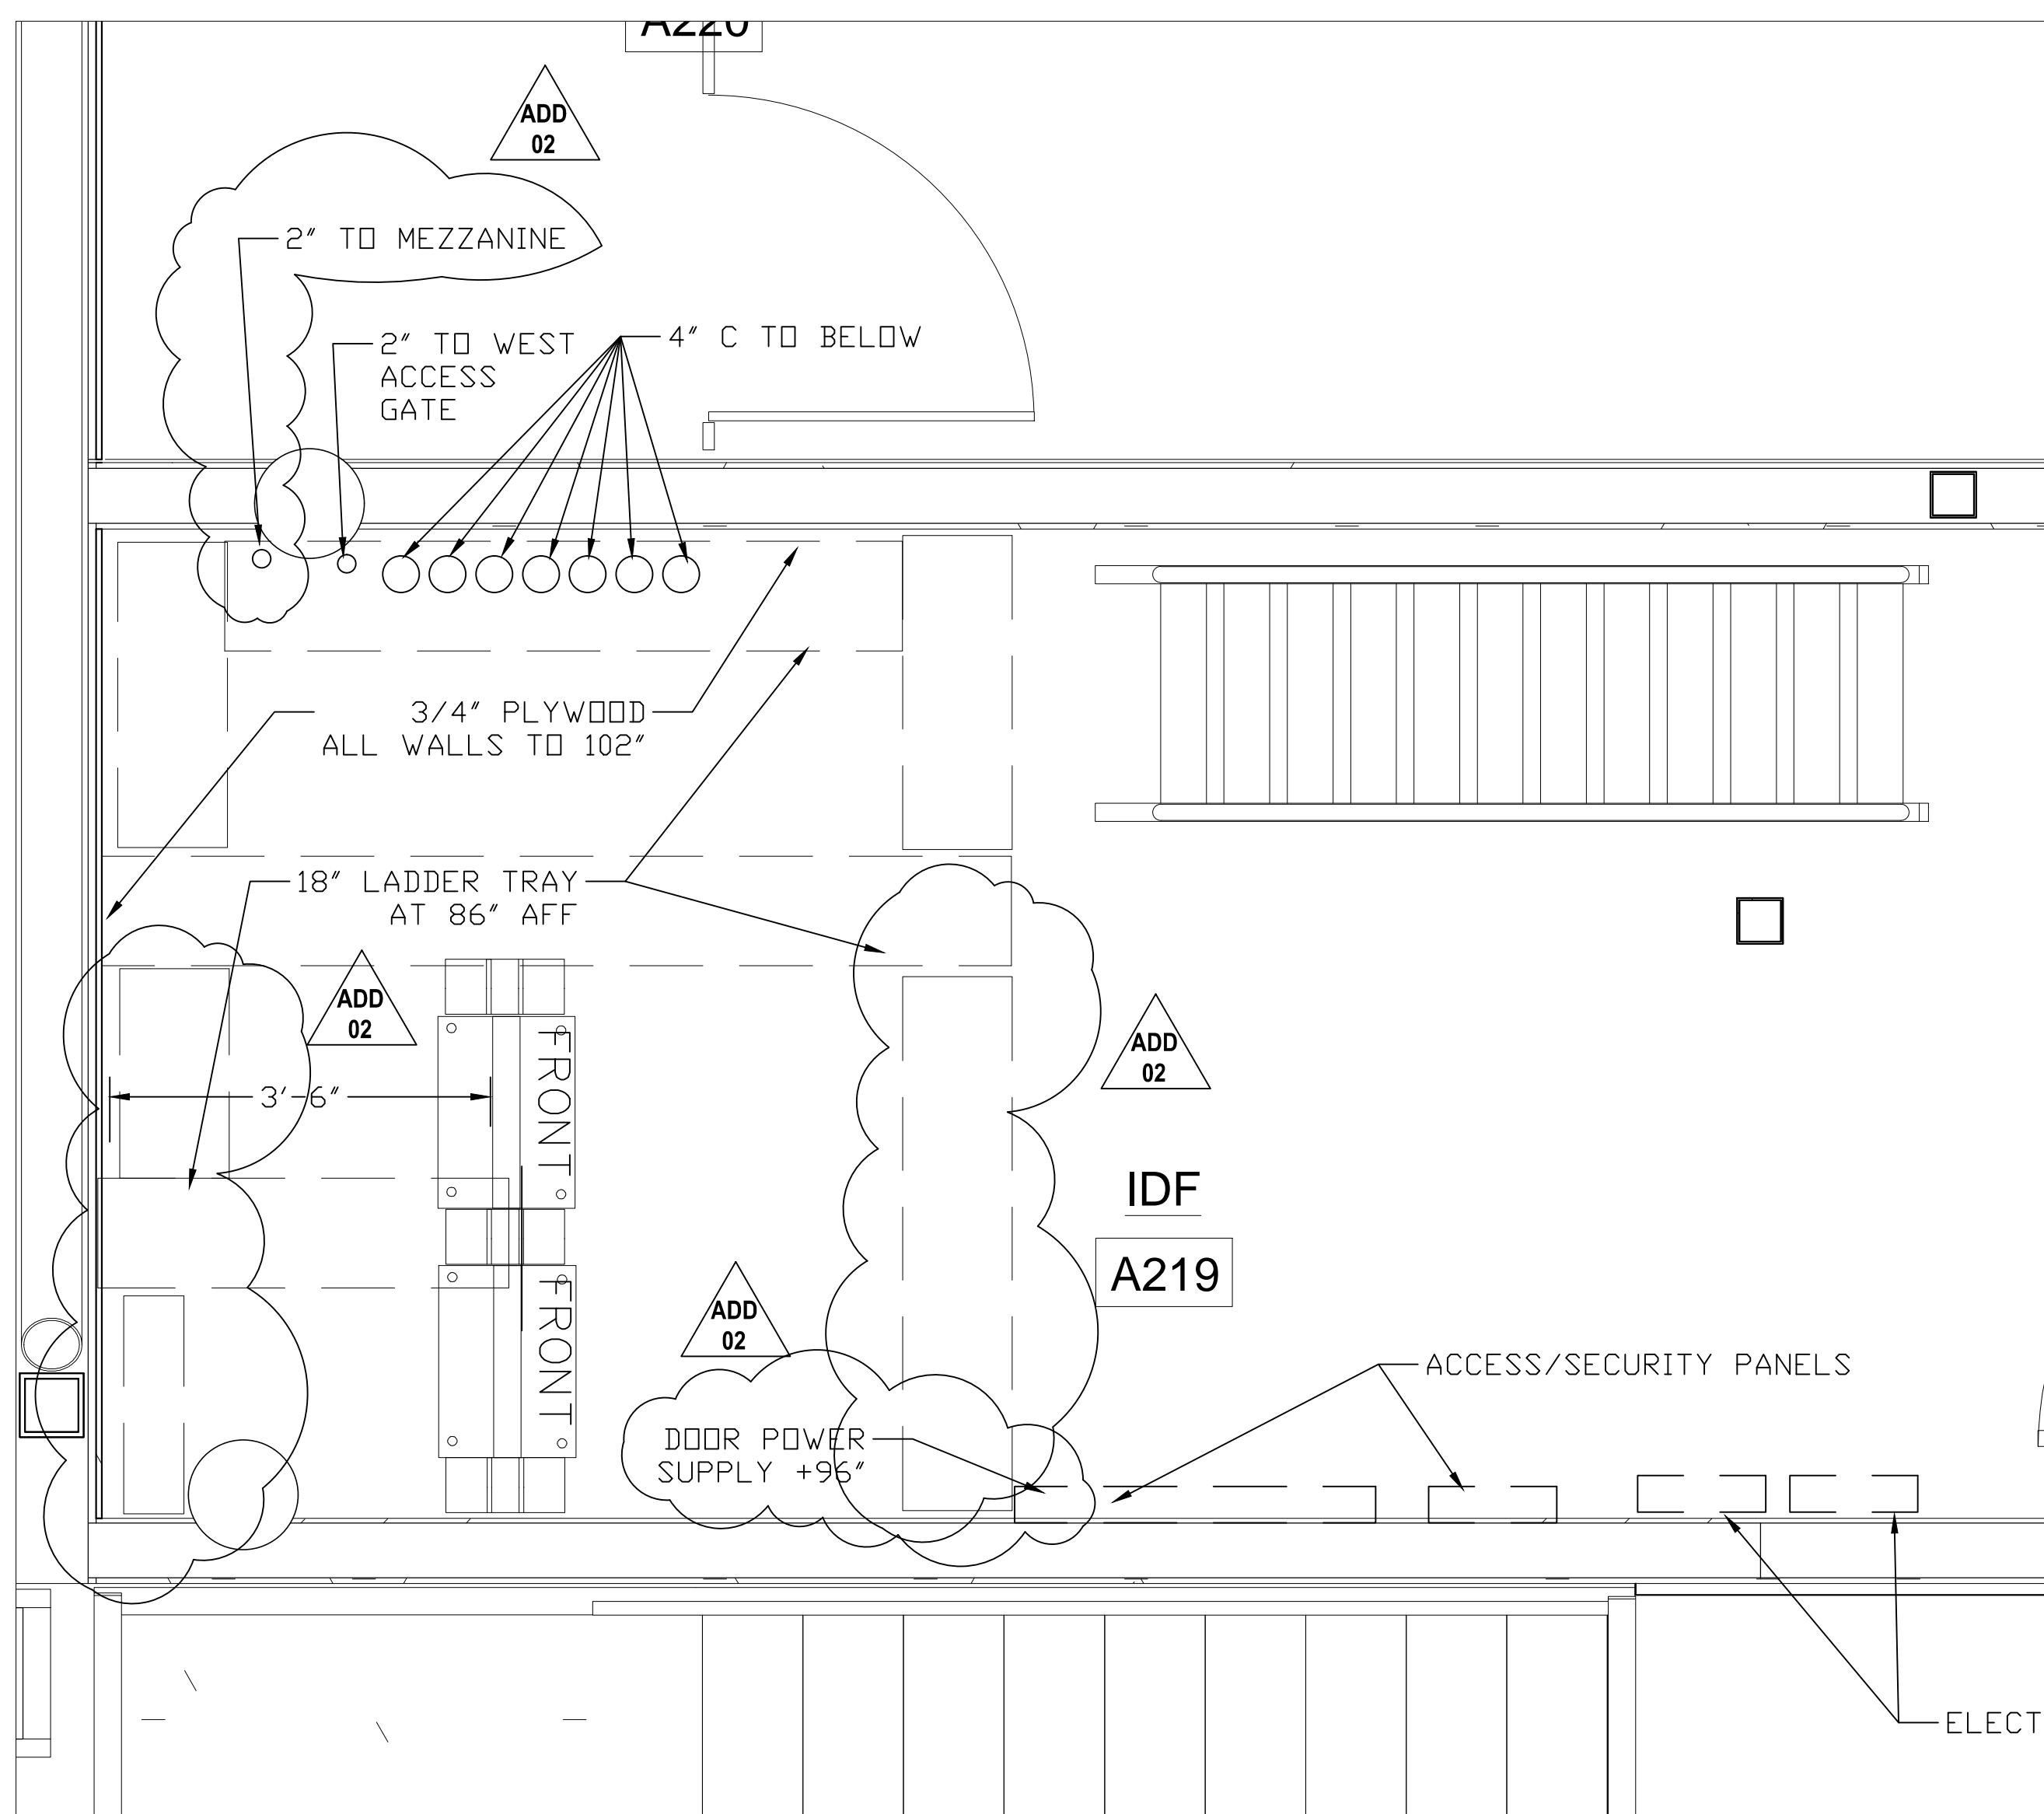 A220
ADD
02
2" TO MEZZANINE
2" TO WEST
ACCESS
GATE
4" C TO BELOW
3/4" PLYWOOD
ALL WALLS TO 102"
18" LADDER TRAY
AT 86" AFF
ADD
02
3'-6"
FRONT
ADD
02
IDF
A219
FRONT
ADD
02
ACCESS/SECURITY PANELS
DOOR POWER
SUPPLY +96"
ELECT